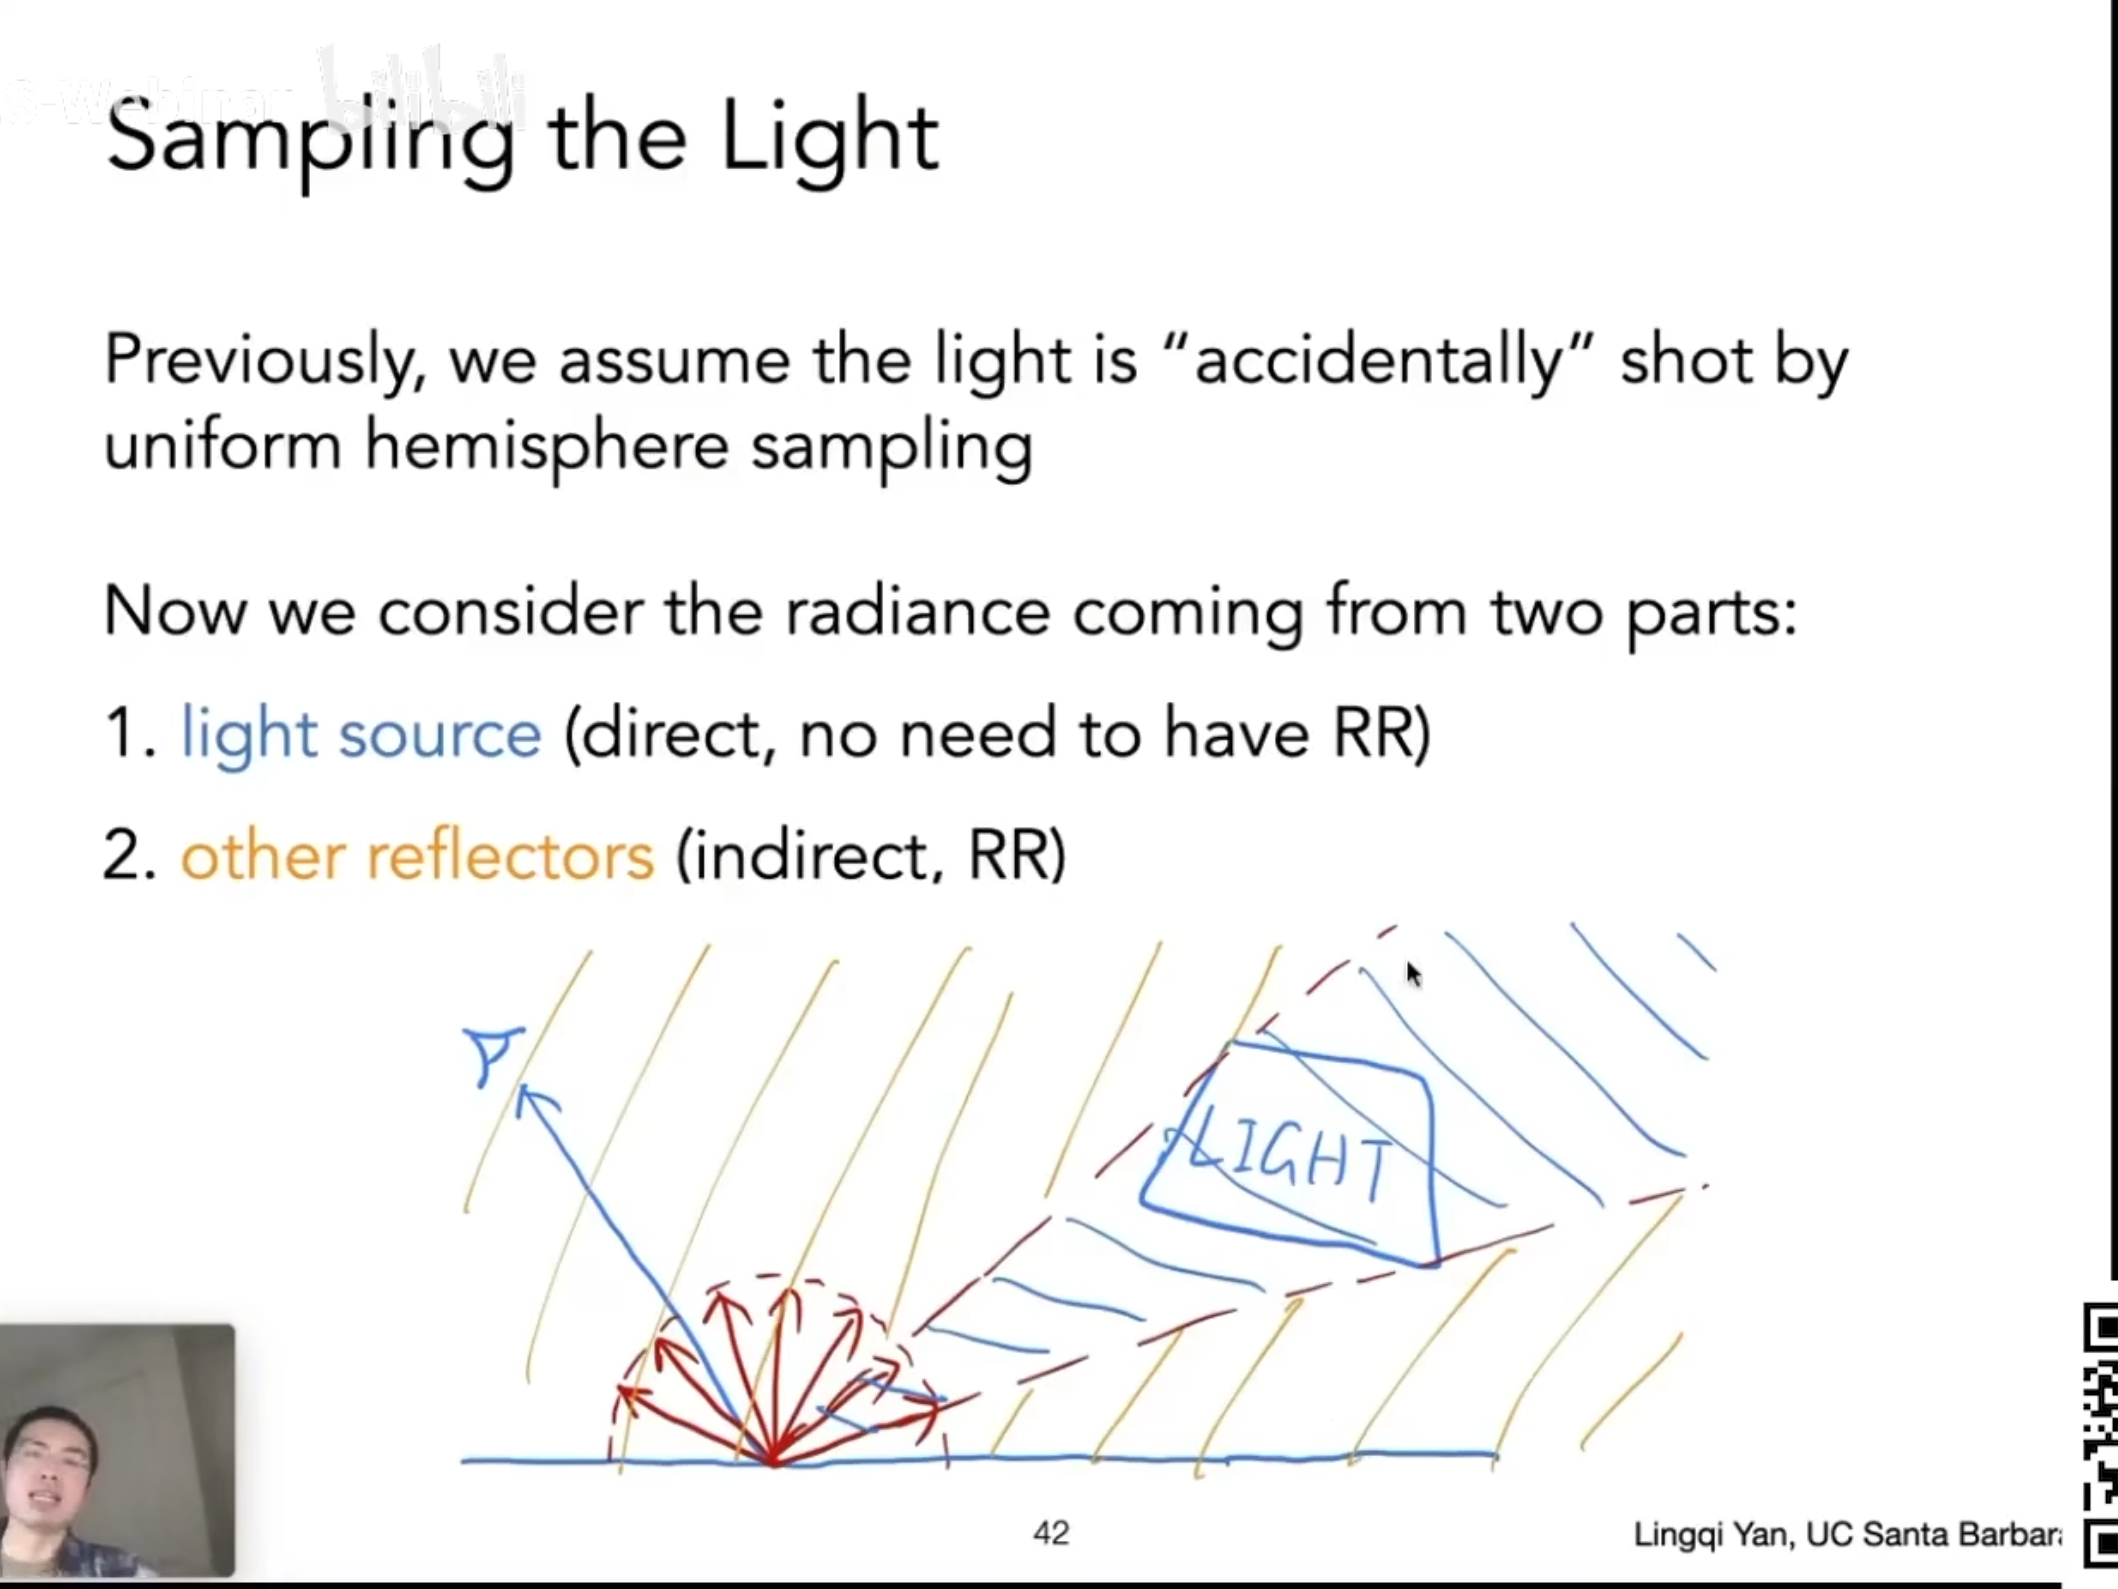 S-Webinar bilibili
Sampling the Light
Previously, we assume the light is “accidentally” shot by
uniform hemisphere sampling
Now we consider the radiance coming from two parts:
1. light source (direct, no need to have RR)
2. other reflectors (indirect, RR)
LIGHT
42
Lingqi Yan, UC Santa Barbar